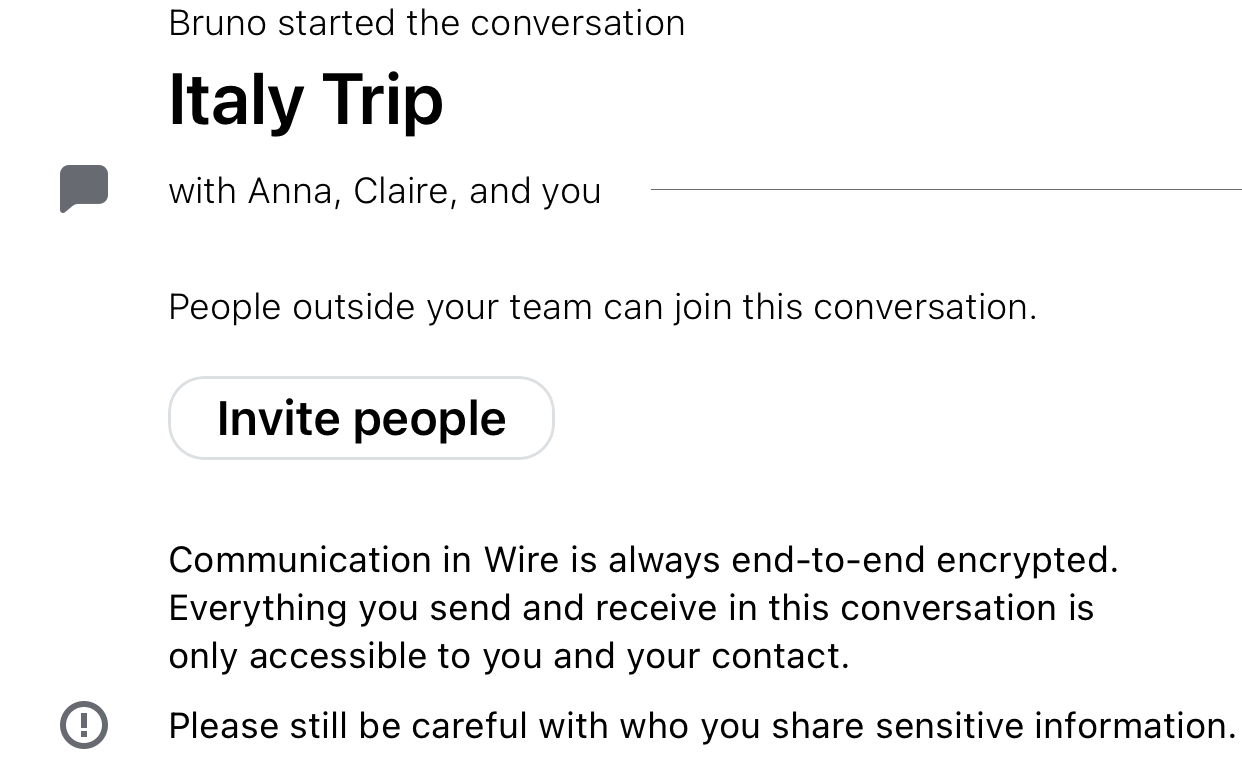 Bruno started the conversation
Italy Trip
with Anna, Claire, and you
People outside your team can join this conversation.
Invite people
Communication in Wire is always end-to-end encrypted.
Everything you send and receive in this conversation is
only accessible to you and your contact.
Please still be careful with who you share sensitive information.